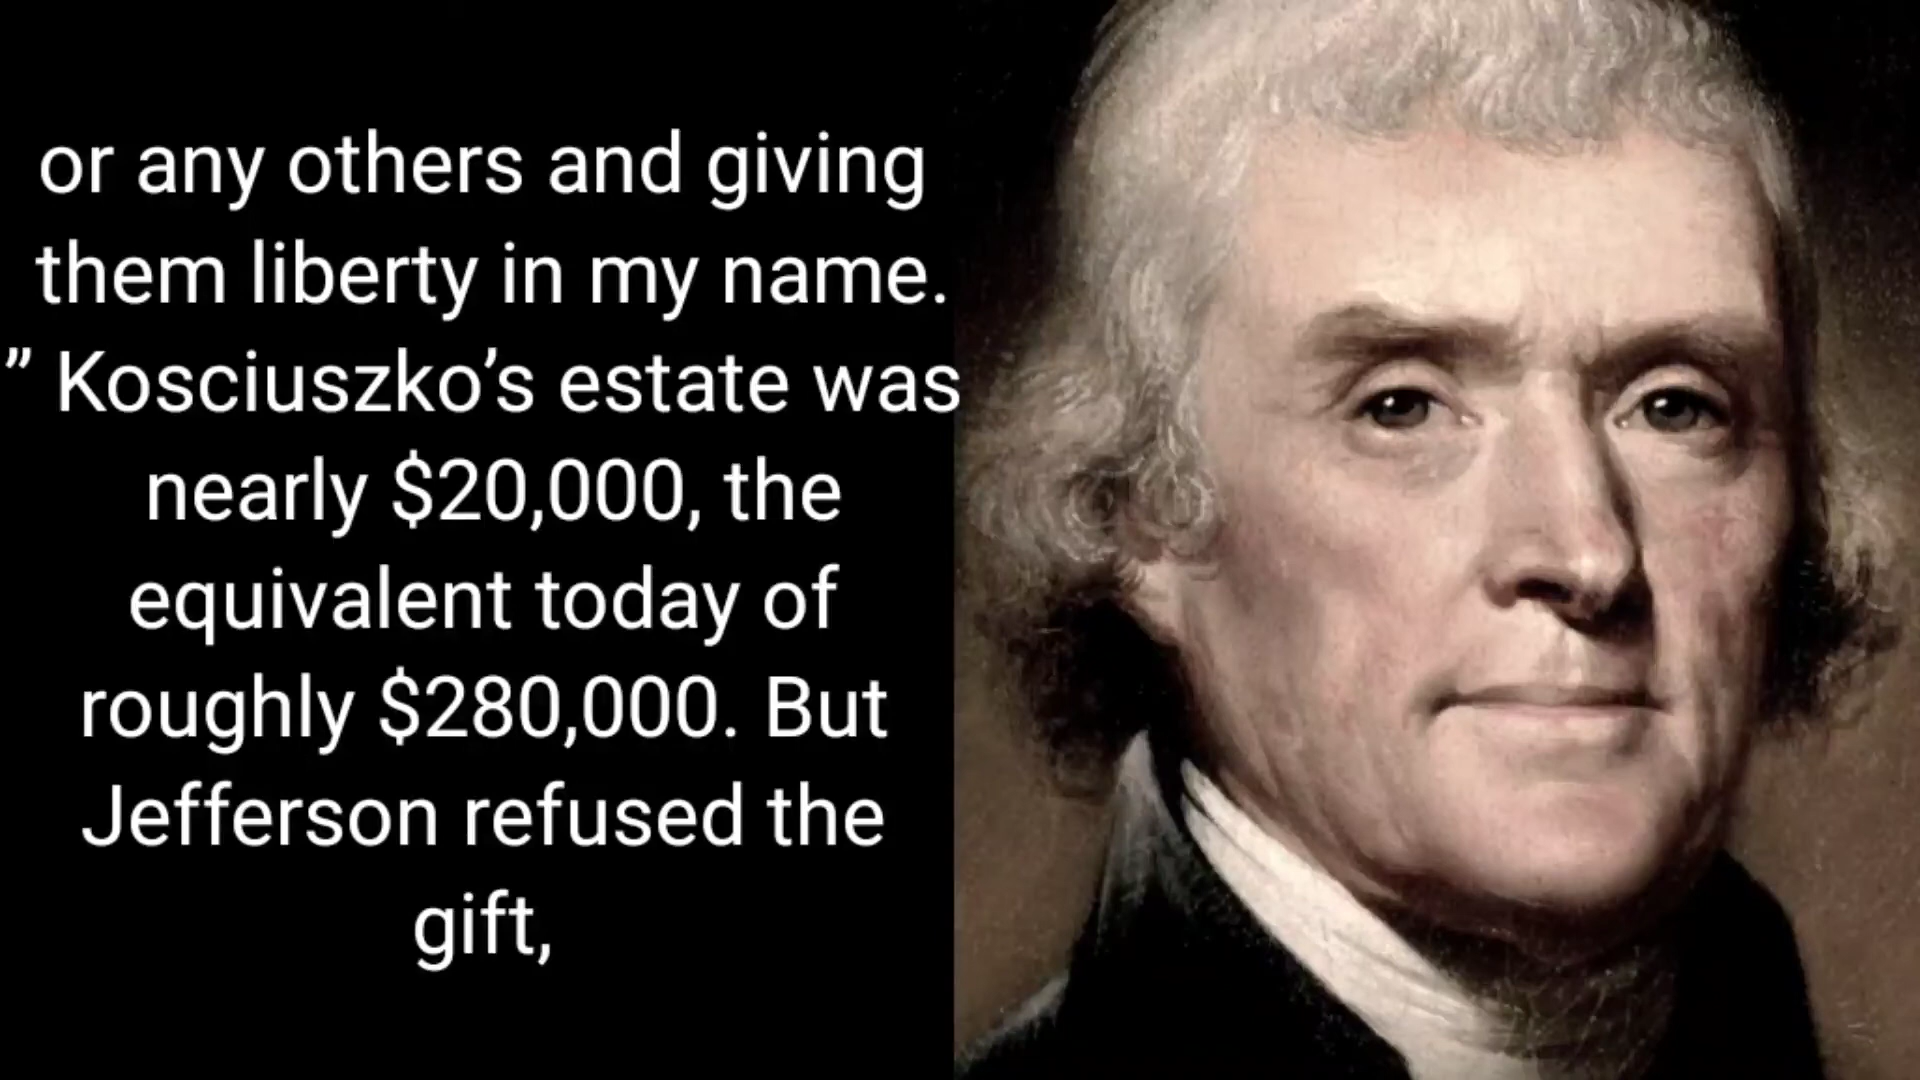 or any others and giving
them liberty in my name.
” Kosciuszko’s estate was
nearly $20,000, the
equivalent today of
roughly $280,000. But
Jefferson refused the
gift,